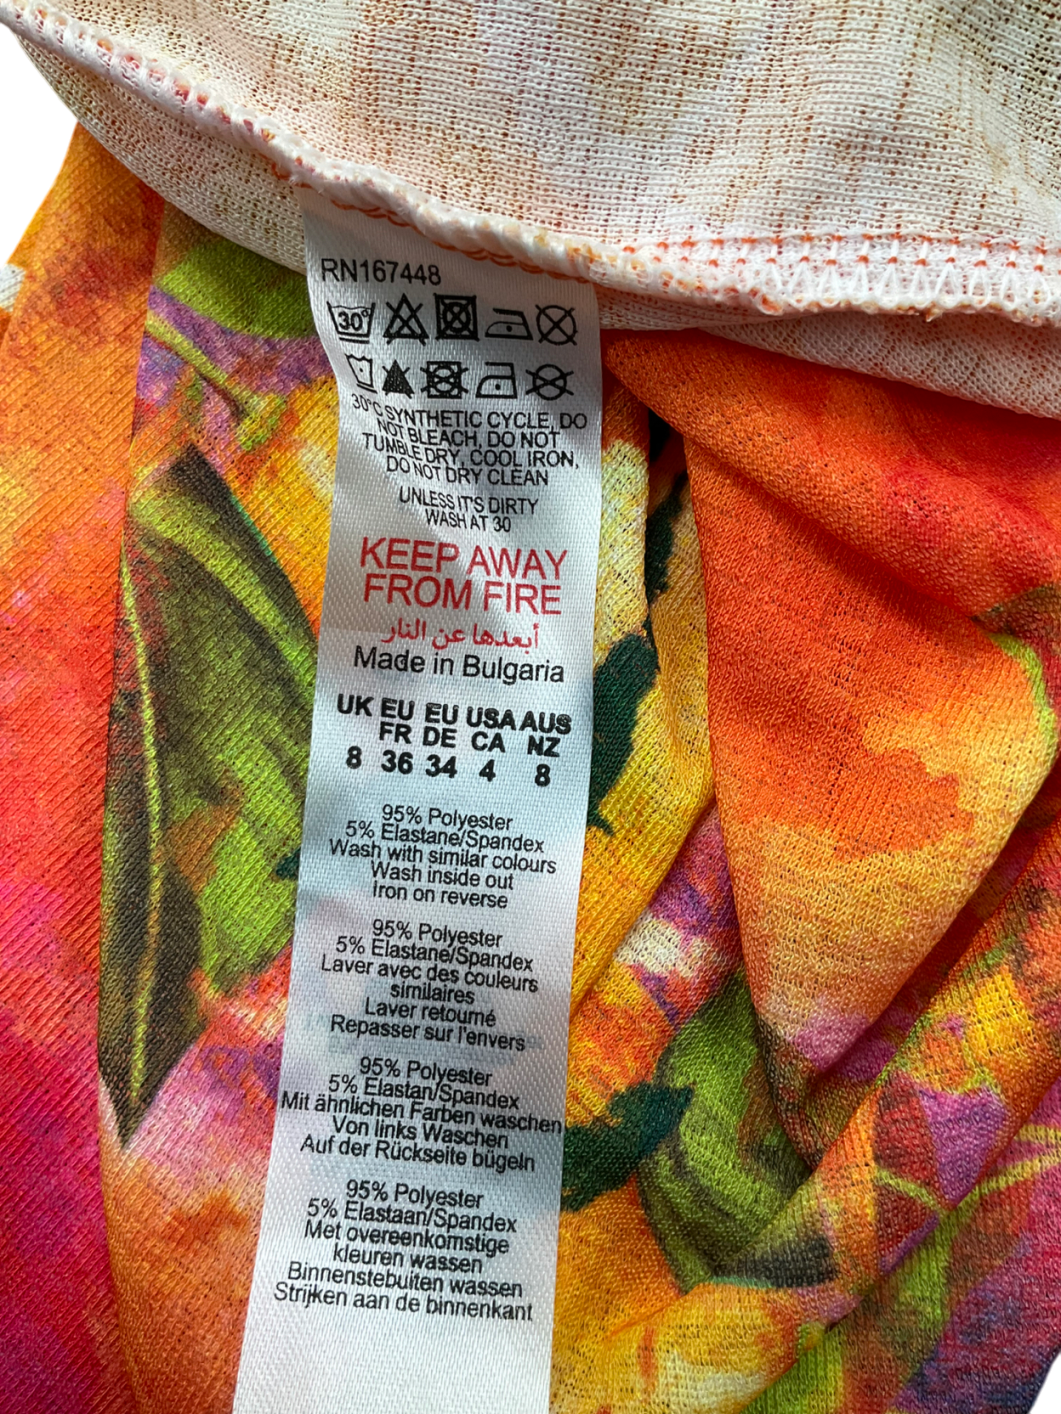 RN167448
30°
30°C SYNTHETIC CYCLE, DO
NOT BLEACH, DO NOT
TUMBLE DRY, COOL IRON,
DO NOT DRY CLEAN
UNLESS IT'S DIRTY
WASH AT 30
KEEP AWAY
FROM FIRE
أبعدها عن النار
Made in Bulgaria
UK EU EU USA AUS
FR DE CA NZ
8 36 34 4 8
95% Polyester
5% Elastane/Spandex
Wash with similar colours
Wash inside out
Iron on reverse
95% Polyester
5% Elastane/Spandex
Laver avec des couleurs
similaires
Laver retourné
Repasser sur l'envers
95% Polyester
5% Elastan/Spandex
Mit ähnlichen Farben waschen
Von links Waschen
Auf der Rückseite bügeln
95% Polyester
5% Elastaan/Spandex
Met overeenkomstige
kleuren wassen
Binnenstebuiten wassen
Strijken aan de binnenkant